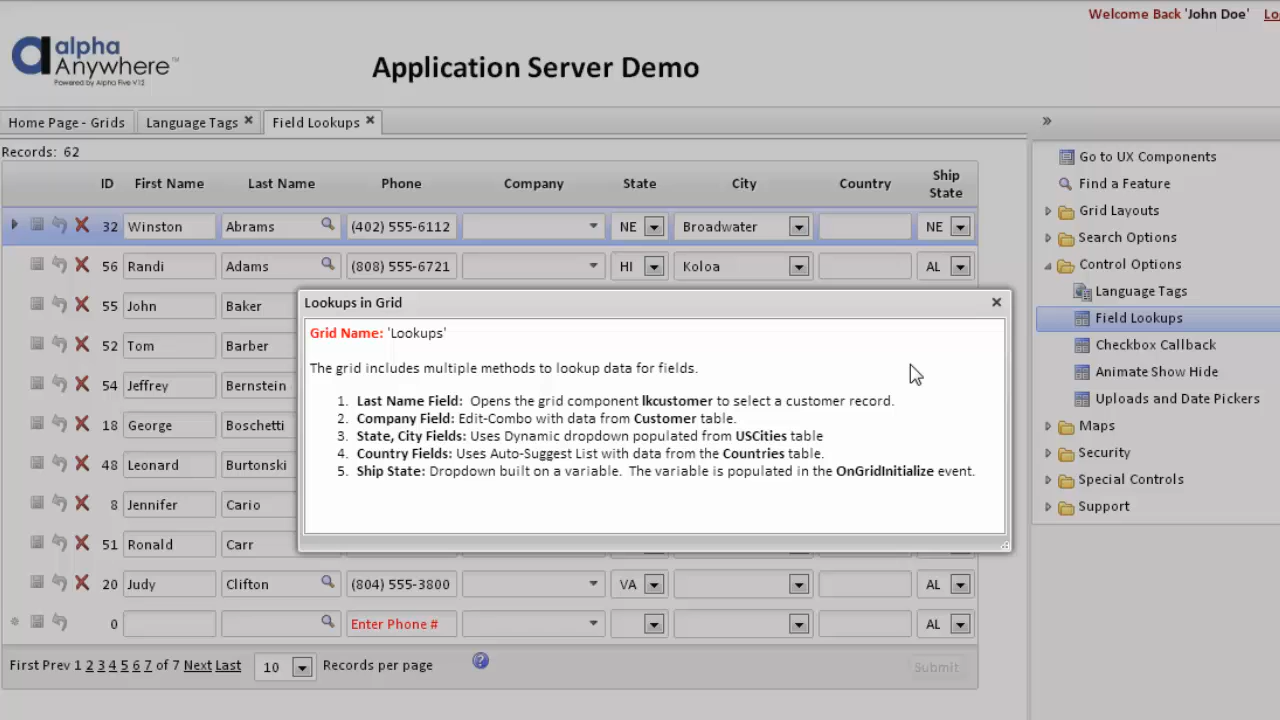 Welcome Back 'John Doe' Lo
alpha
Anywhere™
Powered by Alpha Five V12
Application Server Demo
Home Page - Grids Language Tags Field Lookups
Records: 62
ID First Name Last Name Phone Company State City Country Ship State
32 Winston Abrams (402) 555-6112 NE Broadwater NE
56 Randi Adams (808) 555-6721 HI Koloa AL
55 John Baker
52 Tom Barber
54 Jeffrey Bernstein
18 George Boschetti
48 Leonard Burtonski
8 Jennifer Cario
51 Ronald Carr
20 Judy Clifton (804) 555-3800 VA AL
0 Enter Phone # AL
First Prev 1 2 3 4 5 6 7 of 7 Next Last 10 Records per page Submit
Lookups in Grid
Grid Name: 'Lookups'
The grid includes multiple methods to lookup data for fields.
1. Last Name Field: Opens the grid component lkcustomer to select a customer record.
2. Company Field: Edit-Combo with data from Customer table.
3. State, City Fields: Uses Dynamic dropdown populated from USCities table
4. Country Fields: Uses Auto-Suggest List with data from the Countries table.
5. Ship State: Dropdown built on a variable. The variable is populated in the OnGridInitialize event.
»
Go to UX Components
Find a Feature
Grid Layouts
Search Options
Control Options
Language Tags
Field Lookups
Checkbox Callback
Animate Show Hide
Uploads and Date Pickers
Maps
Security
Special Controls
Support